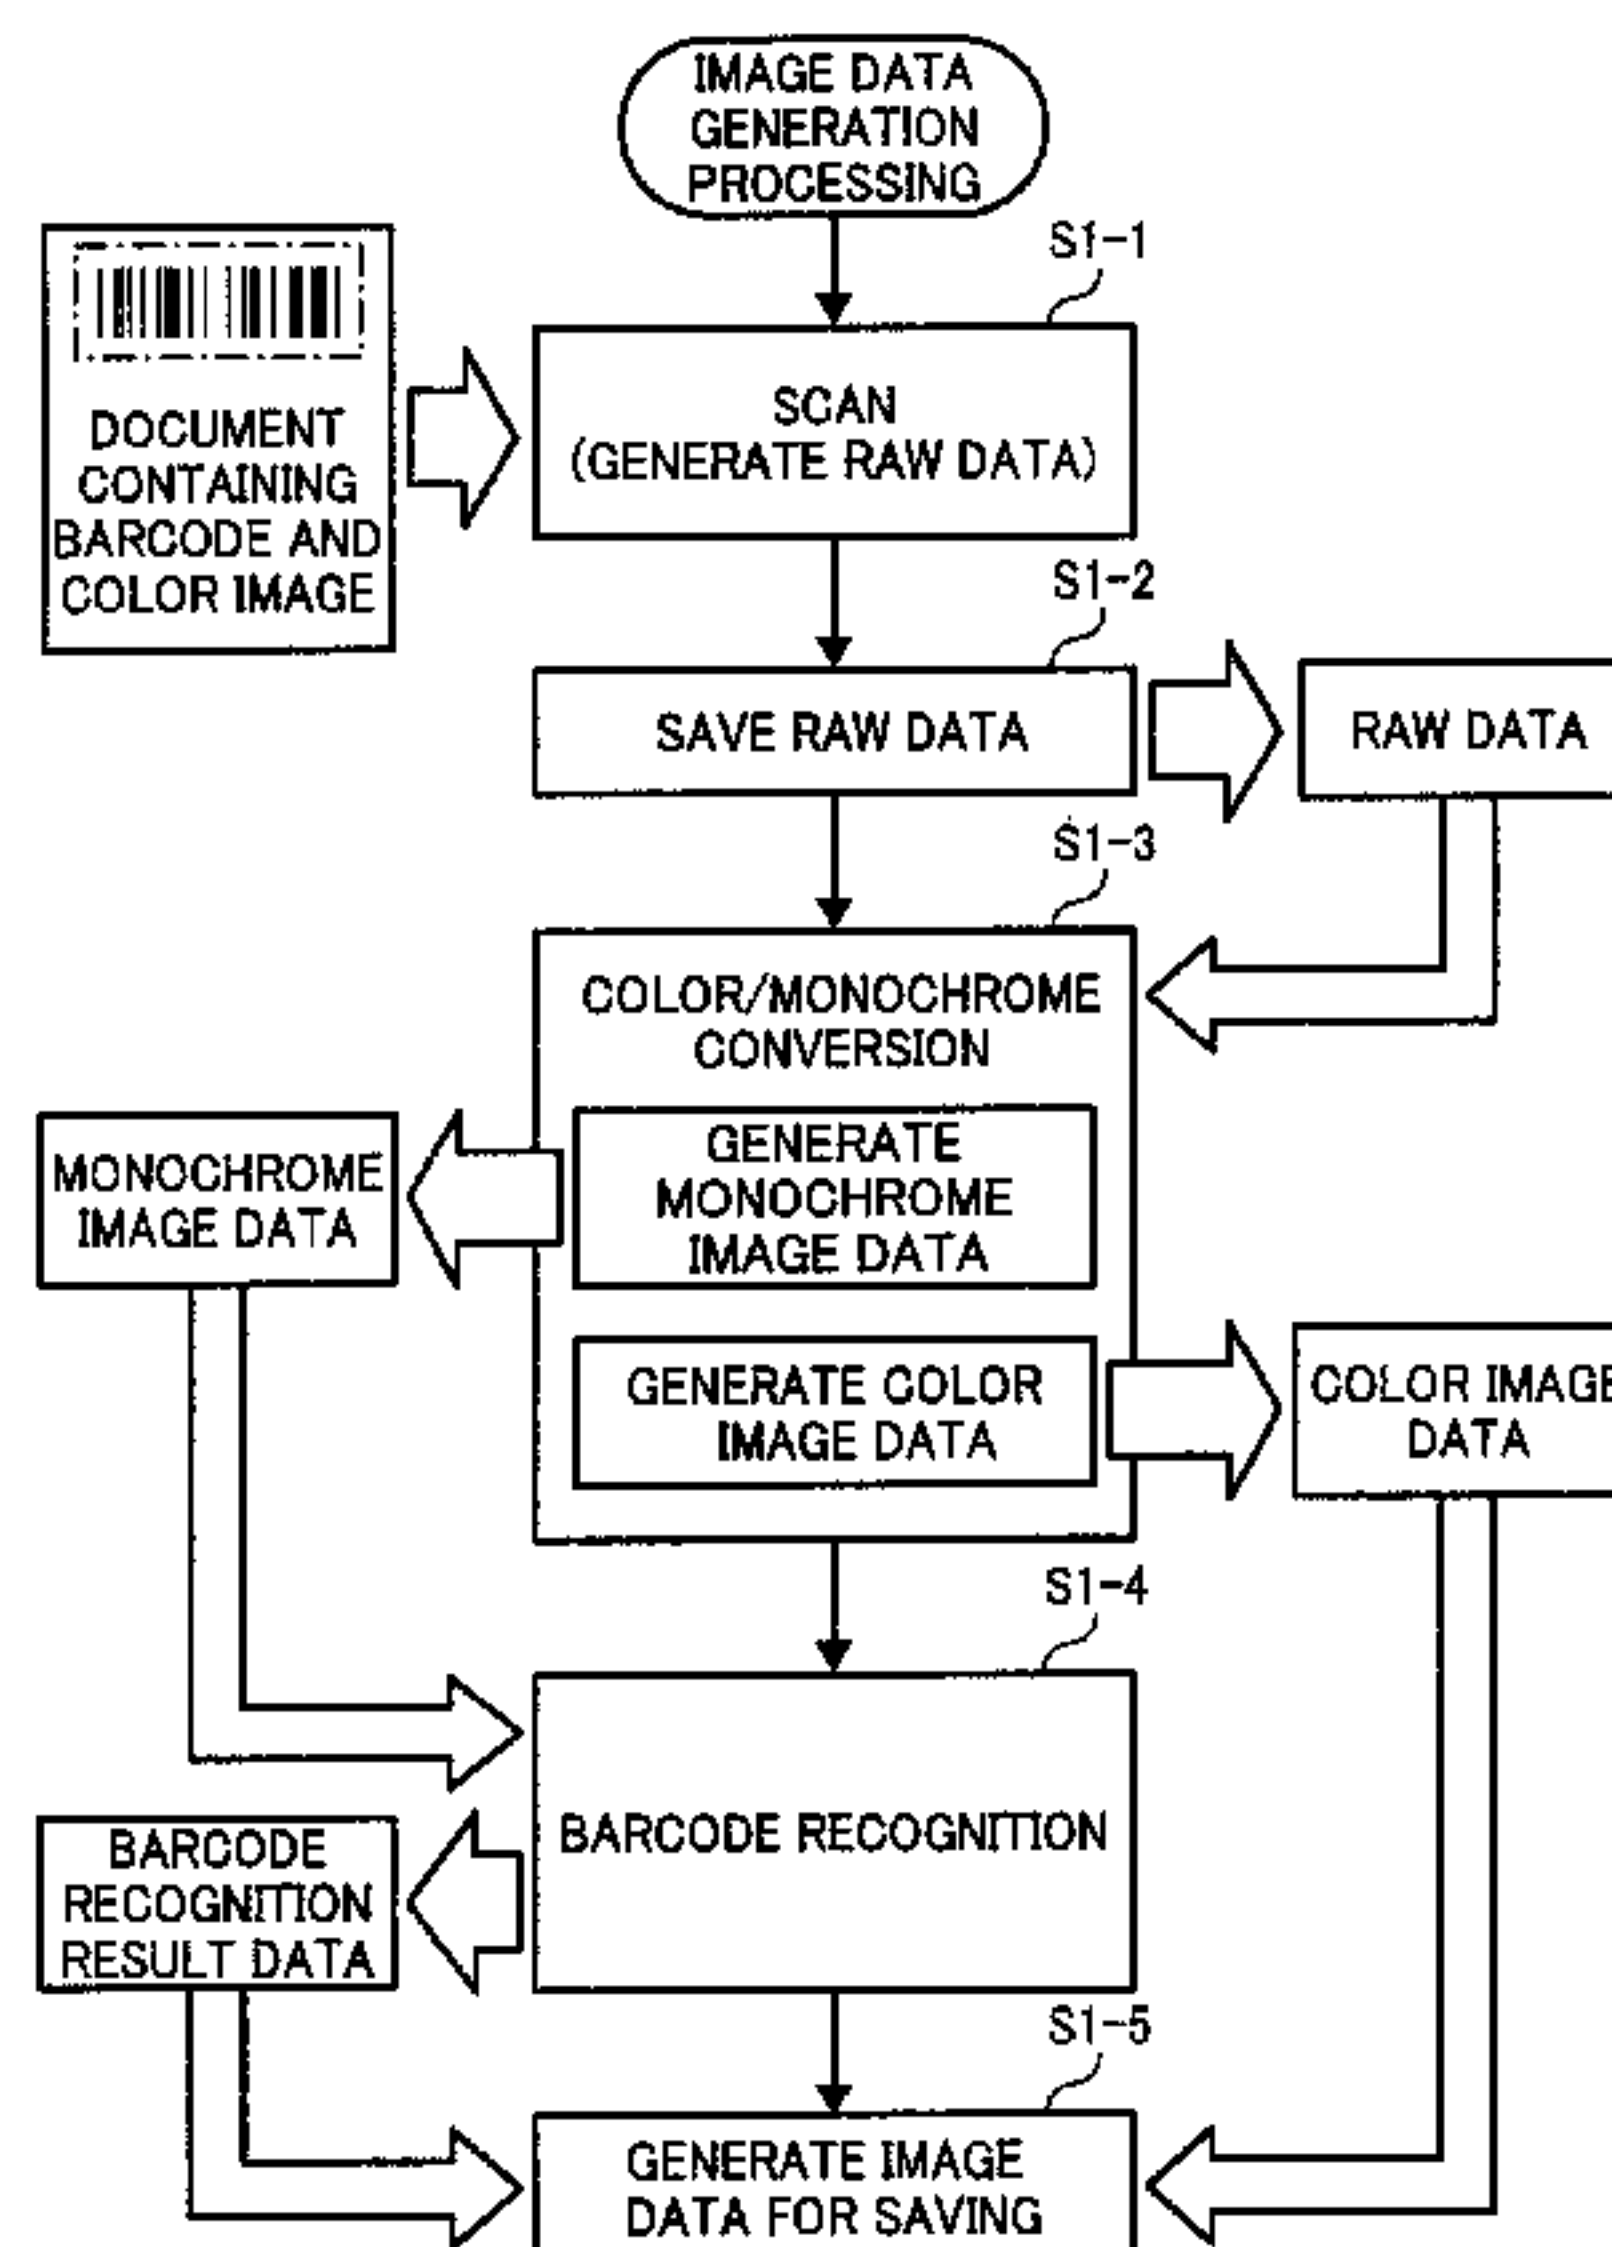 IMAGE DATA
GENERATION
PROCESSING
S1-1
DOCUMENT
CONTAINING
BARCODE AND
COLOR IMAGE
SCAN
(GENERATE RAW DATA)
S1-2
SAVE RAW DATA
RAW DATA
S1-3
COLOR/MONOCHROME
CONVERSION
GENERATE
MONOCHROME
IMAGE DATA
MONOCHROME
IMAGE DATA
GENERATE COLOR
IMAGE DATA
COLOR IMAGE
DATA
S1-4
BARCODE RECOGNITION
BARCODE
RECOGNITION
RESULT DATA
S1-5
GENERATE IMAGE
DATA FOR SAVING